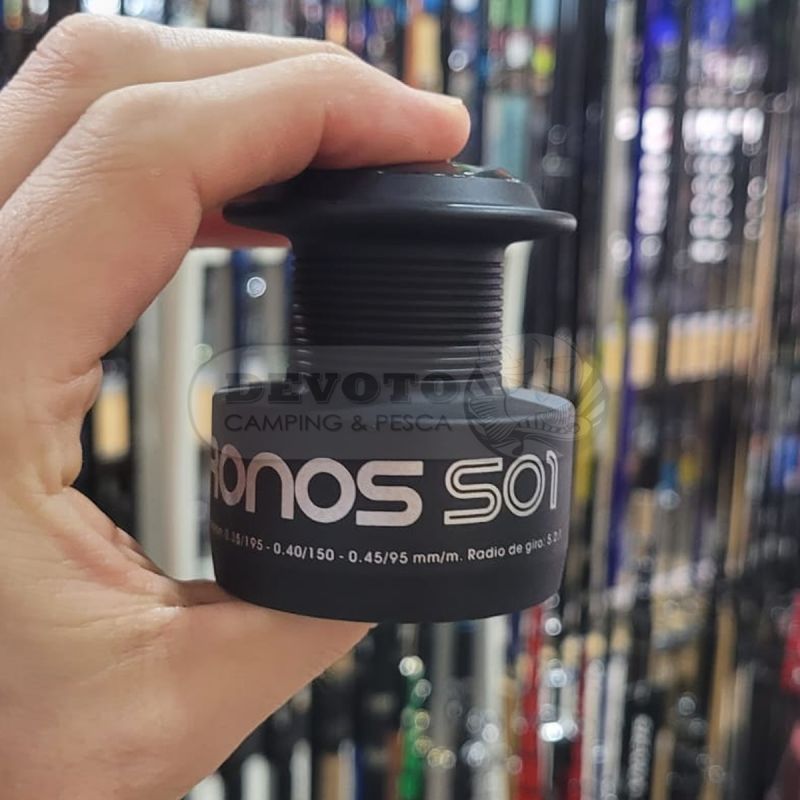 DEVOTO
CAMPING & PESCA
RONOS S01
0.35/195 - 0.40/150 - 0.45/95 mm/m. Radio de giro: 5.2:1